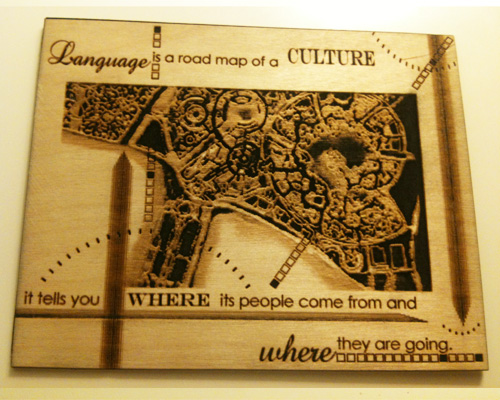 Language is a road map of a CULTURE
it tells you WHERE its people come from and
where they are going.